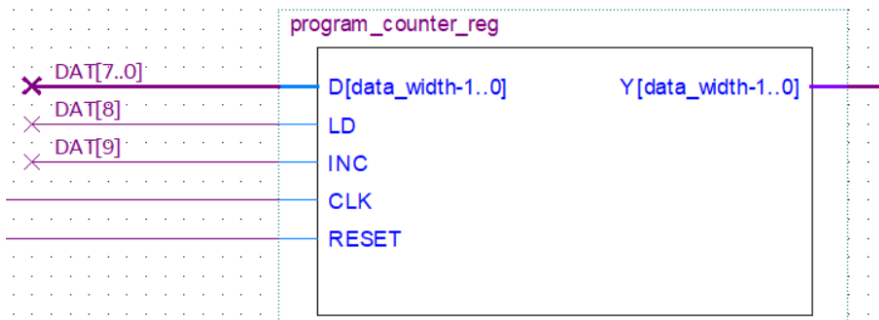 program_counter_reg
DAT[7..0]
D[data_width-1..0] Y[data_width-1..0]
DAT[8]
LD
DAT[9]
INC
CLK
RESET